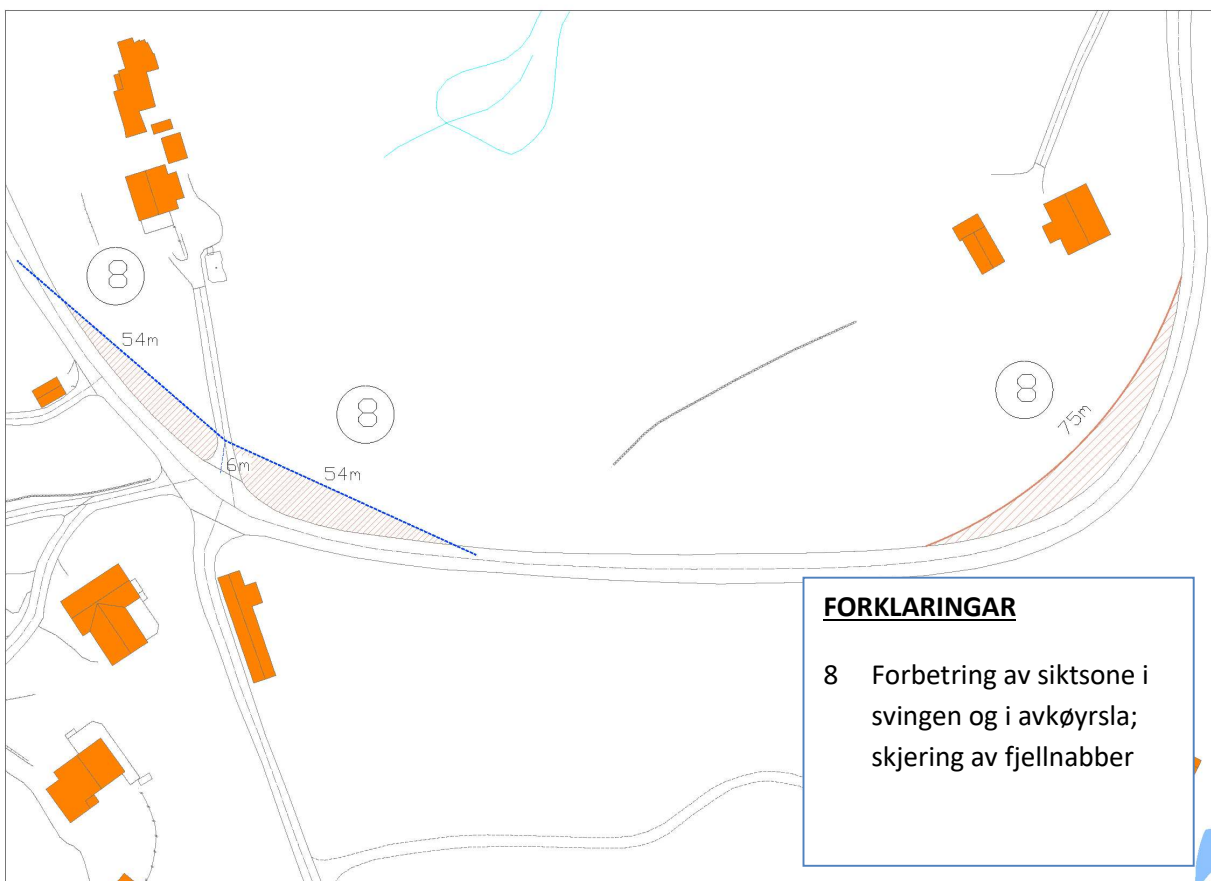 8
54m
8
6m
54m
8
75m
FORKLARINGAR
8 Forbetring av siktsone i
svingen og i avkøyrsla;
skjering av fjellnabber